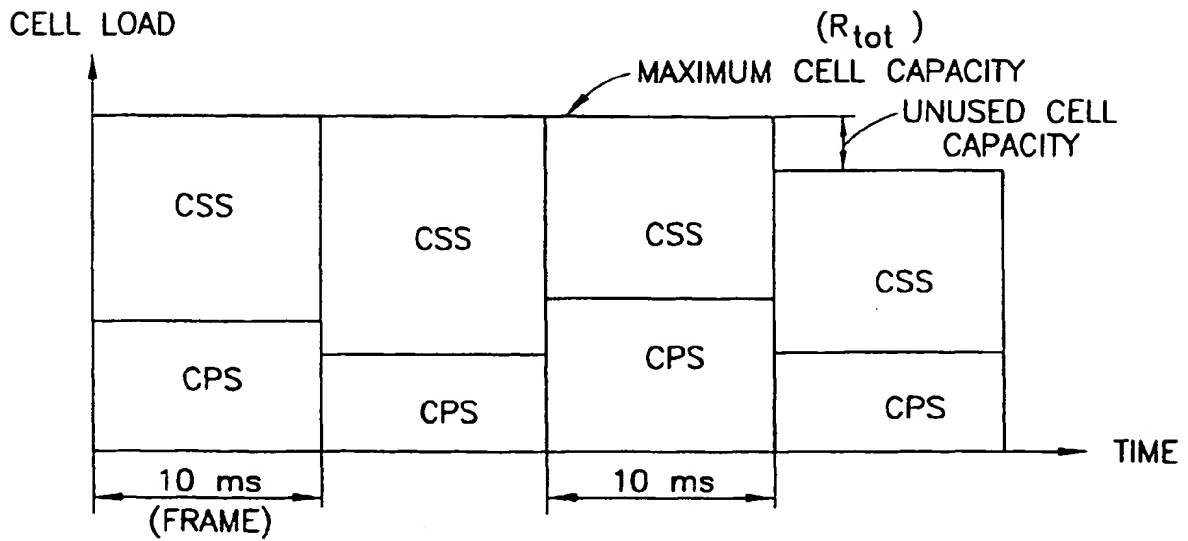 CELL LOAD
(Rtot )
MAXIMUM CELL CAPACITY
UNUSED CELL
CAPACITY
CSS
CSS
CSS
CSS
CPS
CPS
CPS
CPS
TIME
10 ms
(FRAME)
10 ms